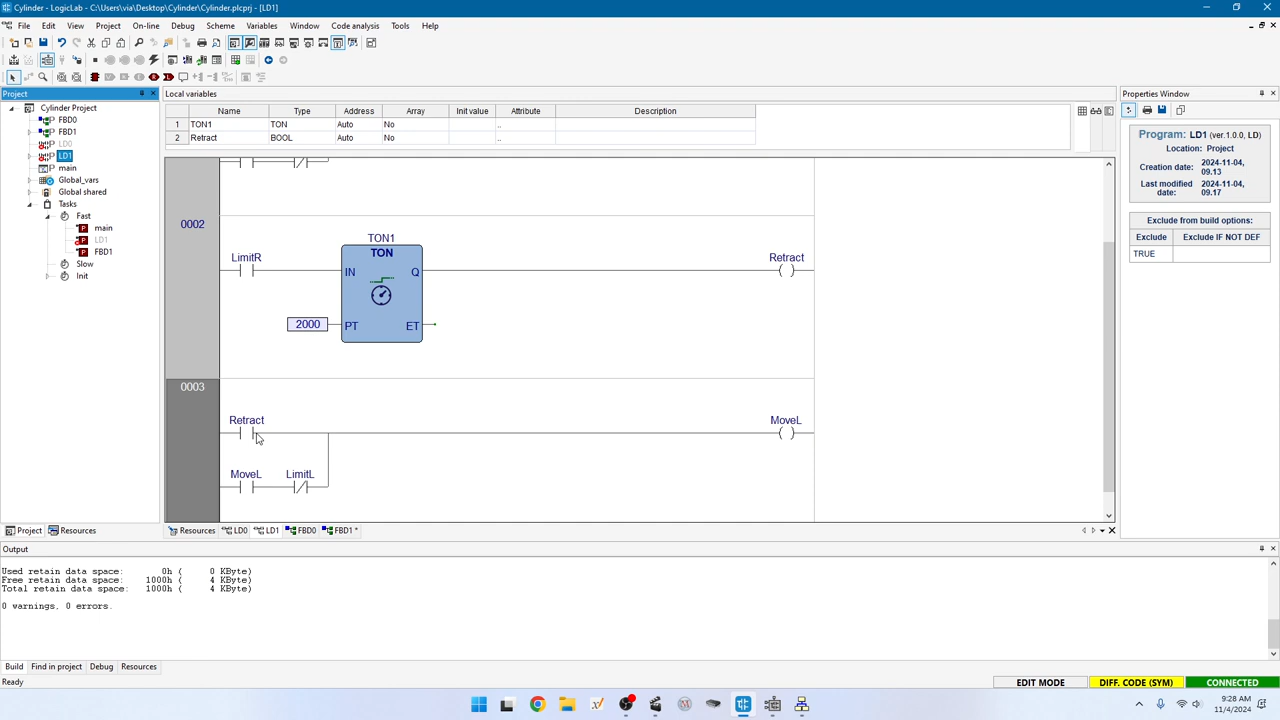 Cylinder - LogicLab - C:\Users\via\Desktop\Cylinder\Cylinder.plcprj - [LD1]
File Edit View Project On-line Debug Scheme Variables Window Code analysis Tools Help
Project
Cylinder Project
FBD0
FBD1
LD0
LD1
main
Global_vars
Global shared
Tasks
Fast
main
LD1
FBD1
Slow
Init
Project Resources
Local variables
Name Type Address Array Init value Attribute Description
1 TON1 TON Auto No ..
2 Retract BOOL Auto No ..
0002
TON1
TON
LimitR
IN Q
Retract
2000 PT ET
0003
Retract MoveL
MoveL LimitL
Resources LD0 LD1 FBD0 FBD1 *
Properties Window
Program: LD1 (ver.1.0.0, LD)
Location: Project
Creation date: 2024-11-04, 09.13
Last modified date: 2024-11-04, 09.17
Exclude from build options:
Exclude Exclude IF NOT DEF
TRUE
Output
Used retain data space: 0h ( 0 KByte)
Free retain data space: 1000h ( 4 KByte)
Total retain data space: 1000h ( 4 KByte)
0 warnings, 0 errors.
Build Find in project Debug Resources
Ready
EDIT MODE DIFF. CODE (SYM) CONNECTED
9:28 AM
11/4/2024